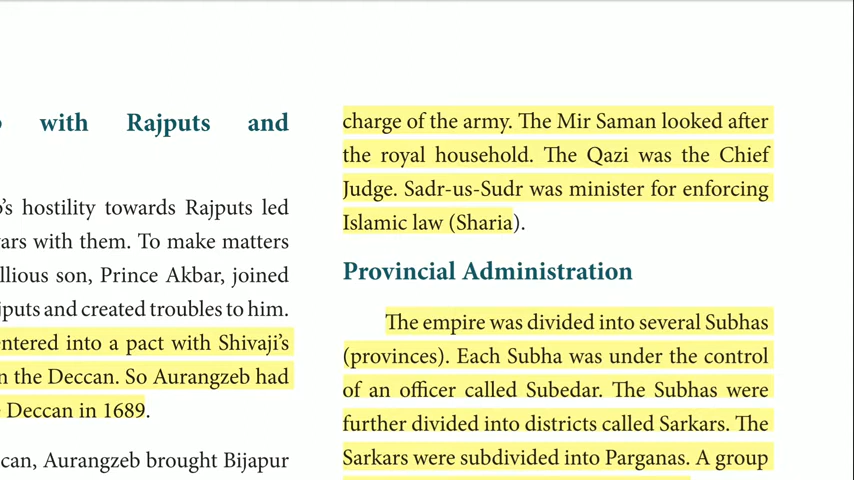 with Rajputs and
hostility towards Rajputs led
with them. To make matters
son, Prince Akbar, joined
and created troubles to him.
into a pact with Shivaji's
the Deccan. So Aurangzeb had
Deccan in 1689.
Aurangzeb brought Bijapur
charge of the army. The Mir Saman looked after
the royal household. The Qazi was the Chief
Judge. Sadr-us-Sudr was minister for enforcing
Islamic law (Sharia).
Provincial Administration
The empire was divided into several Subhas
(provinces). Each Subha was under the control
of an officer called Subedar. The Subhas were
further divided into districts called Sarkars. The
Sarkars were subdivided into Parganas. A group